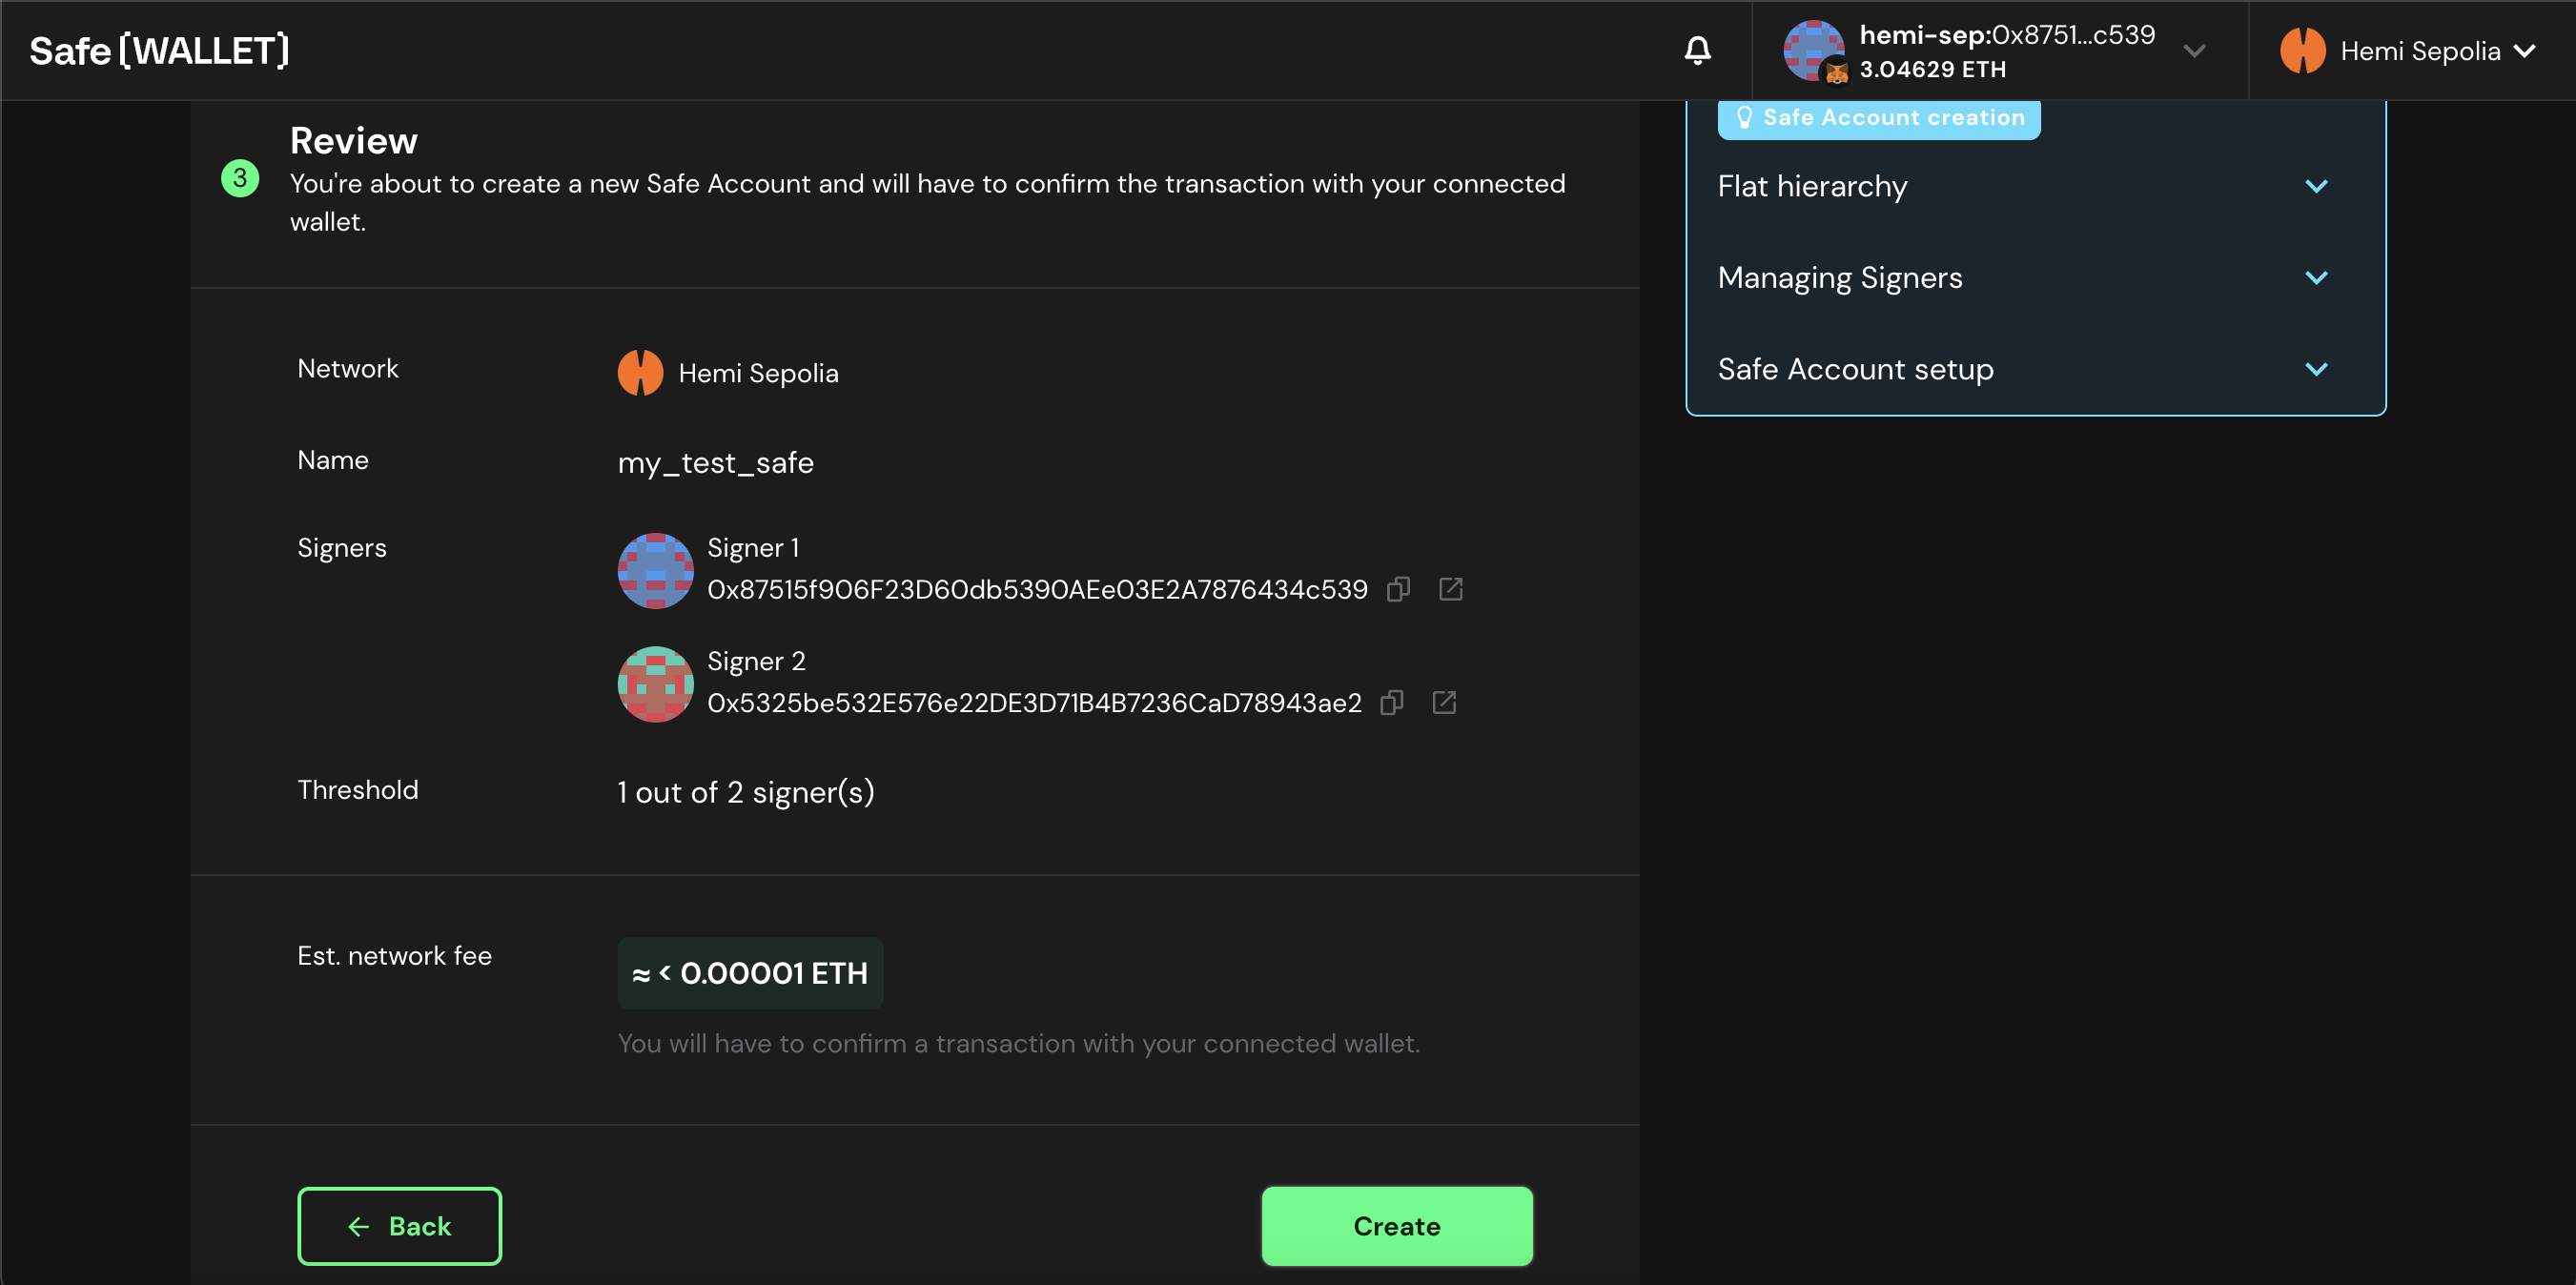 Safe{WALLET}
hemi-sep:0x8751...c539
3.04629 ETH
Hemi Sepolia
3
Review
You're about to create a new Safe Account and will have to confirm the transaction with your connected
wallet.
Network
Hemi Sepolia
Name
my_test_safe
Signers
Signer 1
0x87515f906F23D60db5390AEe03E2A7876434c539
Signer 2
0x5325be532E576e22DE3D71B4B7236CaD78943ae2
Threshold
1 out of 2 signer(s)
Est. network fee
≈ < 0.00001 ETH
You will have to confirm a transaction with your connected wallet.
Back
Create
Safe Account creation
Flat hierarchy
Managing Signers
Safe Account setup